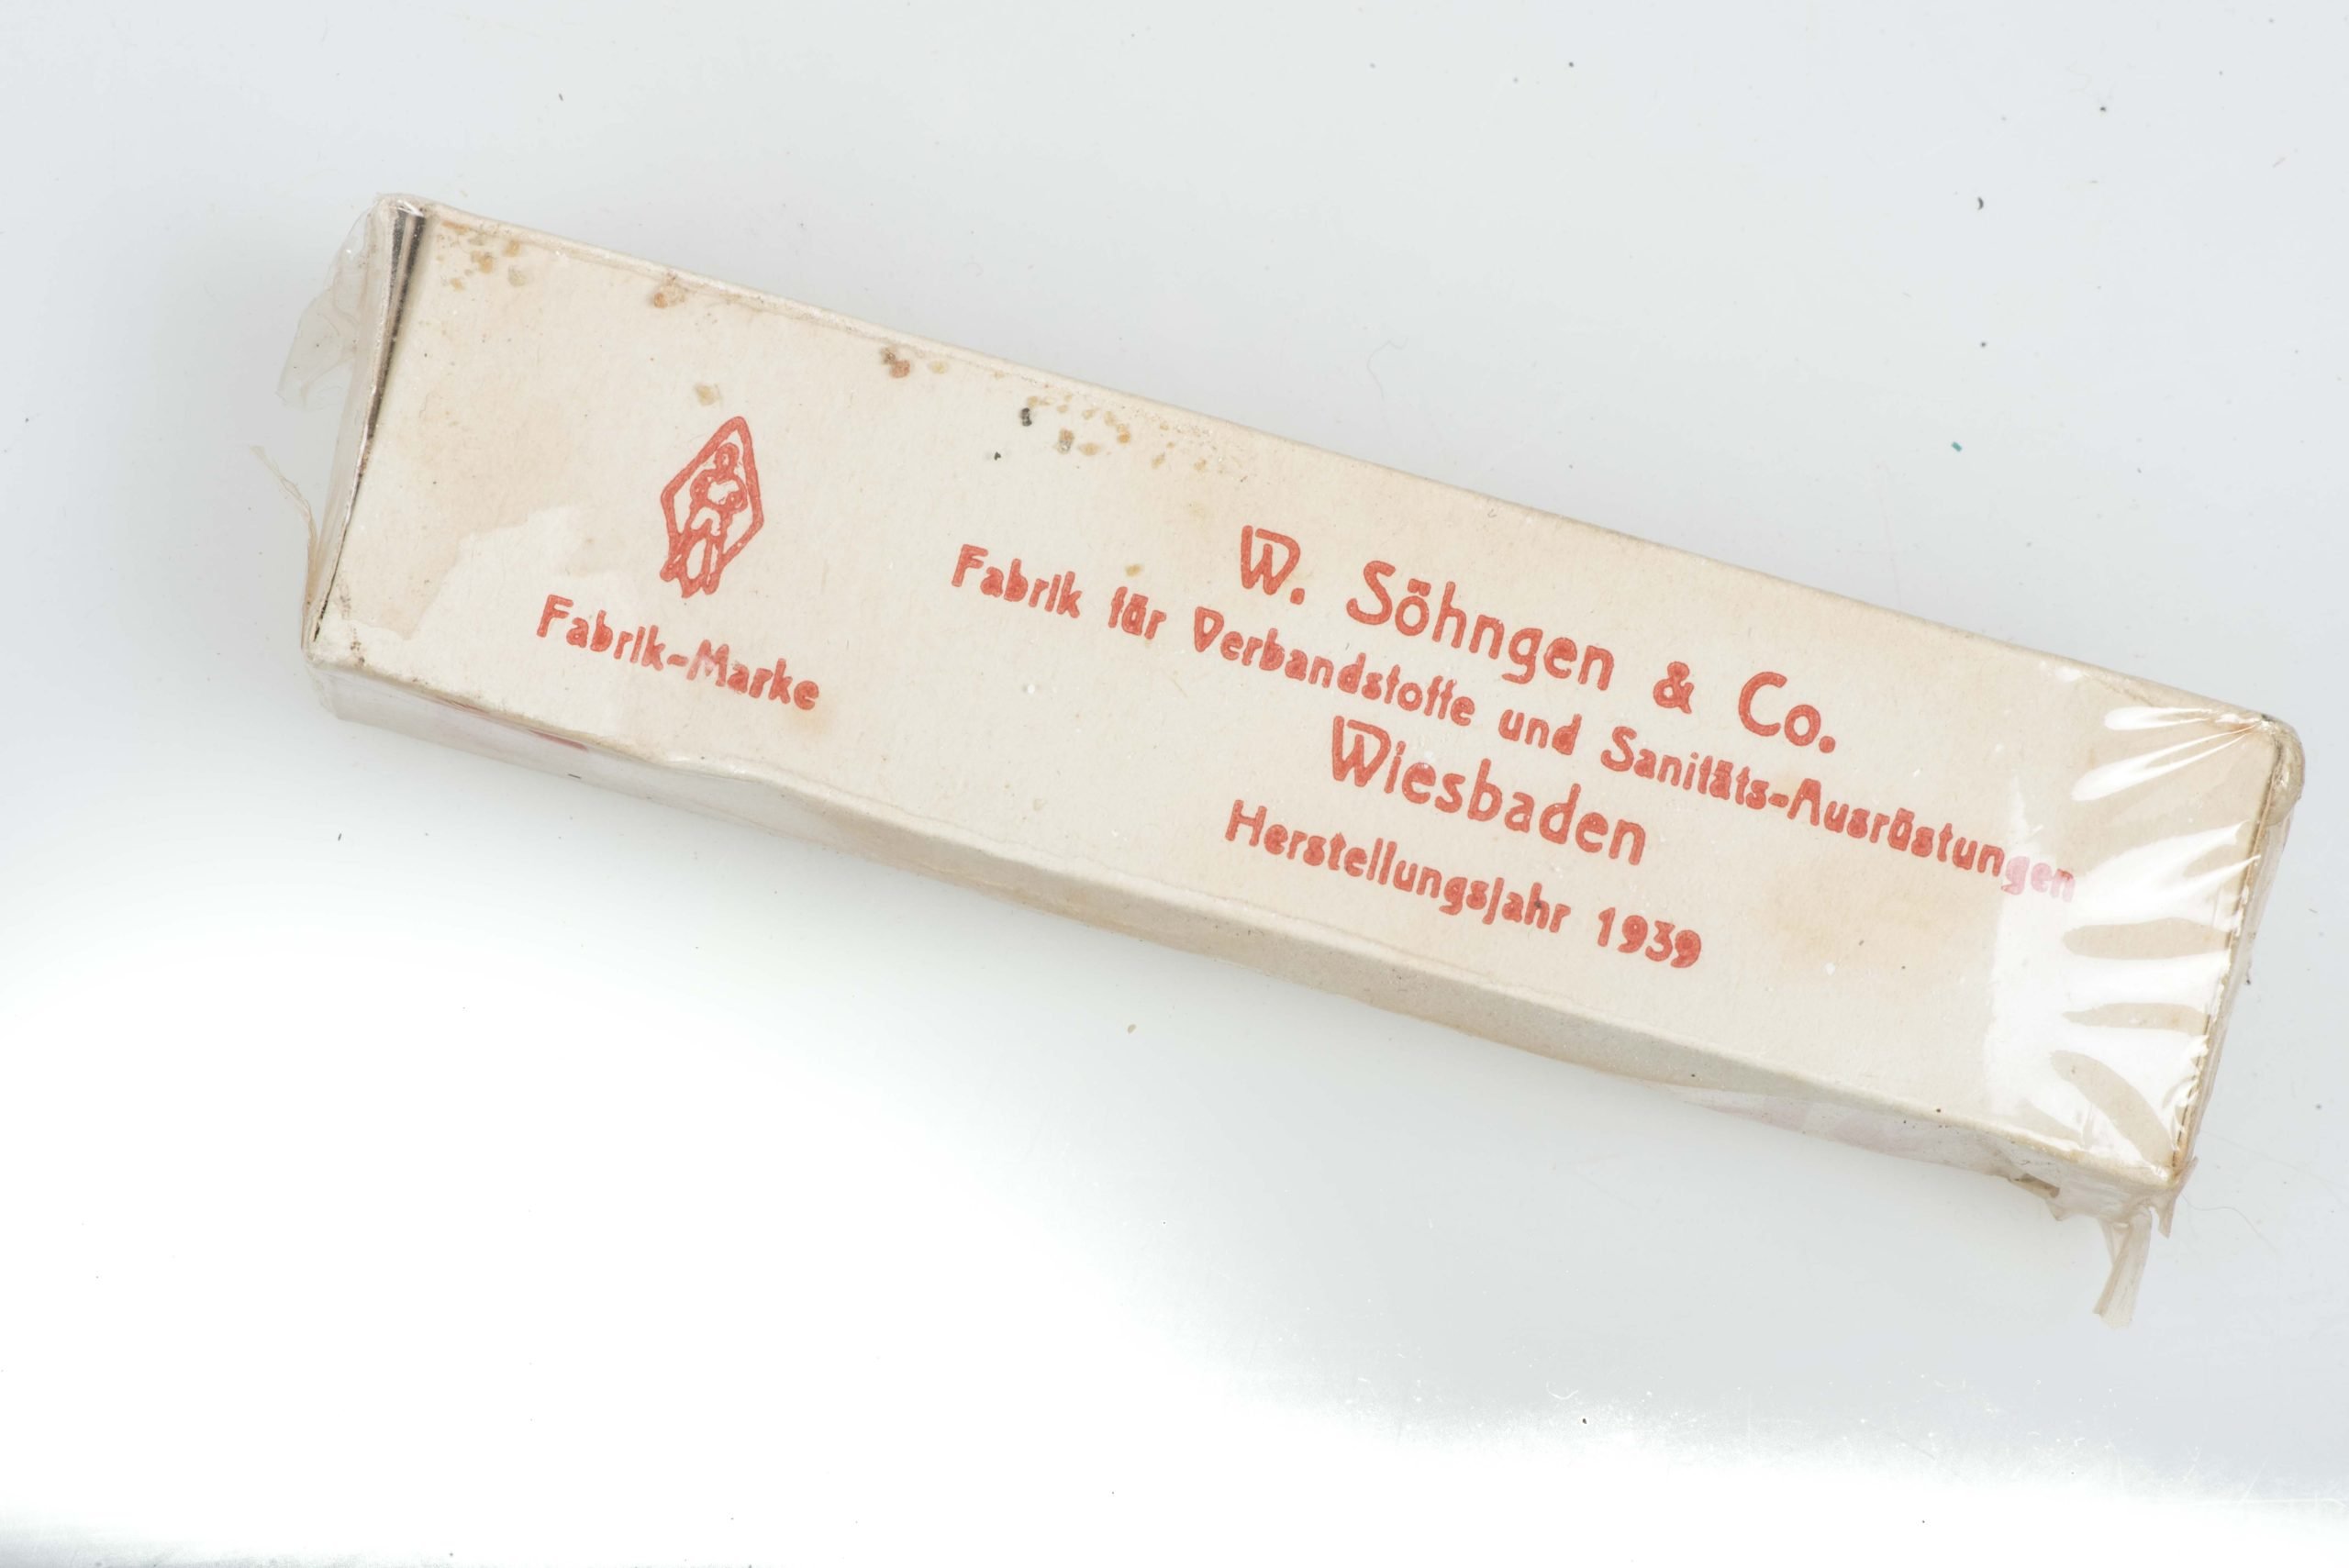 Fabrik-Marke
W. Söhngen & Co.
Fabrik für Verbandstoffe und Sanitäts-Ausrüstungen
Wiesbaden
Herstellungsjahr 1939